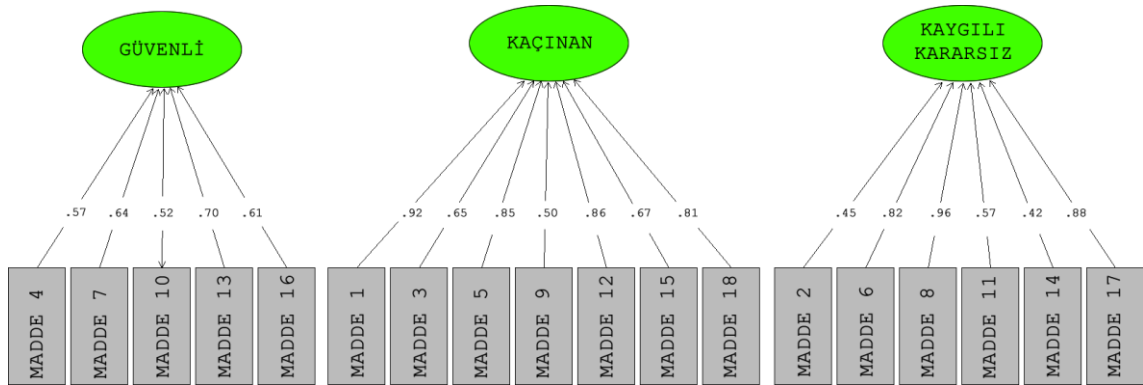 GÜVENLİ
KAÇINAN
KAYGILI
KARARSIZ
.57 .64 .52 .70 .61 .92 .65 .85 .50 .86 .67 .81 .45 .82 .96 .57 .42 .88
MADDE 4
MADDE 7
MADDE 10
MADDE 13
MADDE 16
MADDE 1
MADDE 3
MADDE 5
MADDE 9
MADDE 12
MADDE 15
MADDE 18
MADDE 2
MADDE 6
MADDE 8
MADDE 11
MADDE 14
MADDE 17